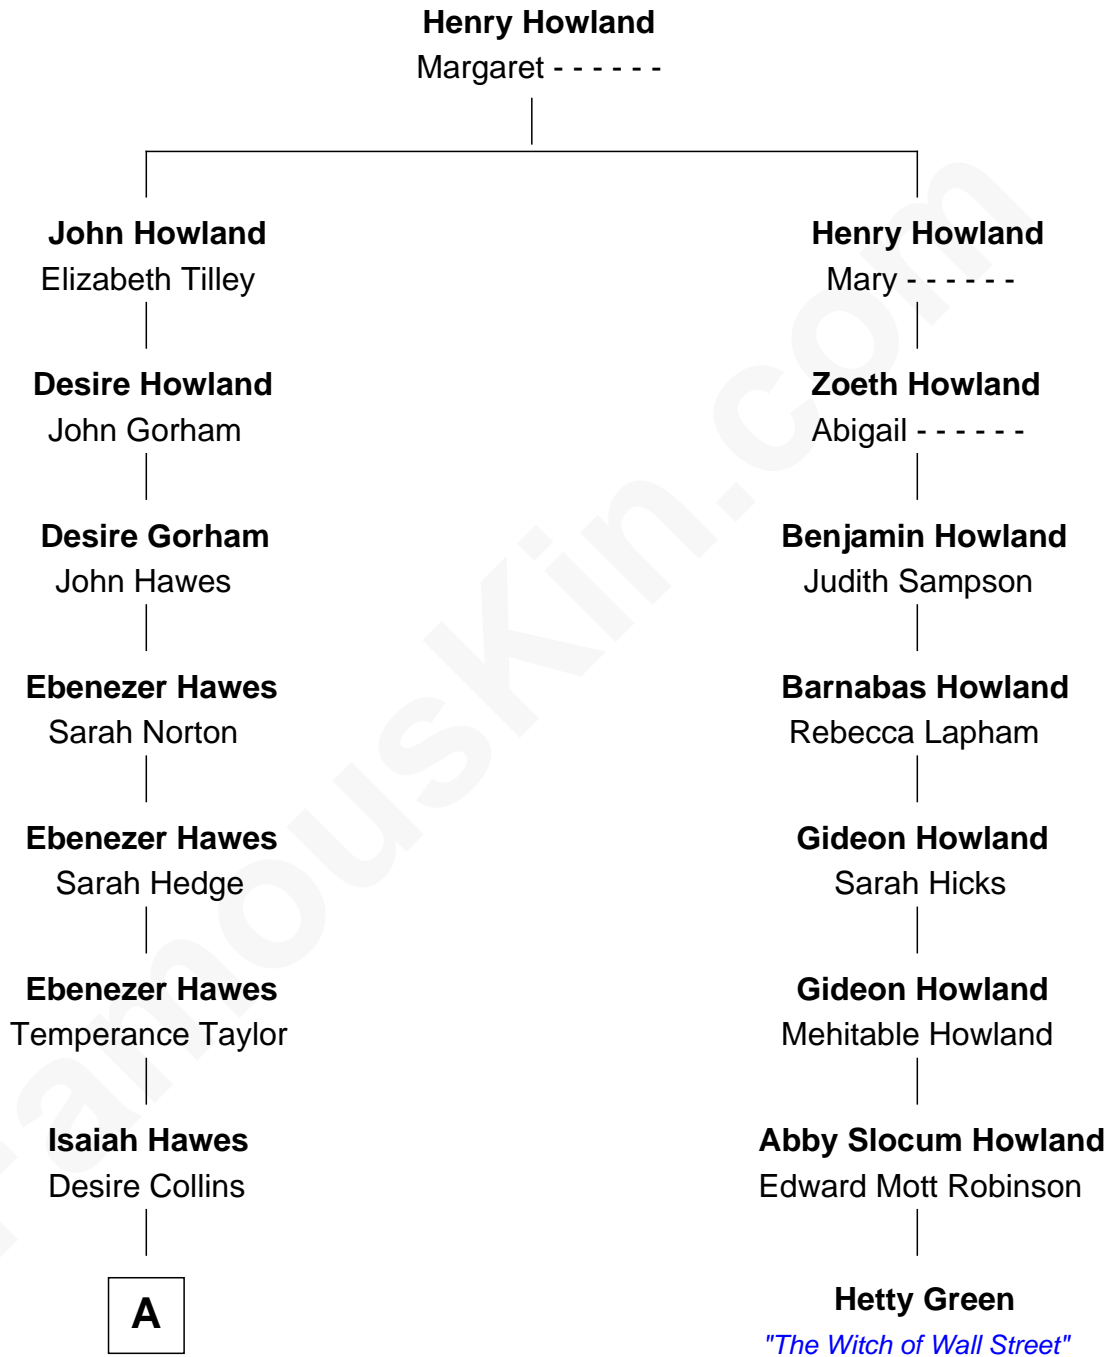 Henry Howland
Margaret - - - - - -
John Howland
Elizabeth Tilley
Henry Howland
Mary - - - - - -
Desire Howland
John Gorham
Zoeth Howland
Abigail - - - - - -
Desire Gorham
John Hawes
Benjamin Howland
Judith Sampson
Ebenezer Hawes
Sarah Norton
Barnabas Howland
Rebecca Lapham
Ebenezer Hawes
Sarah Hedge
Gideon Howland
Sarah Hicks
Ebenezer Hawes
Temperance Taylor
Gideon Howland
Mehitable Howland
Isaiah Hawes
Desire Collins
Abby Slocum Howland
Edward Mott Robinson
A
Hetty Green
"The Witch of Wall Street"
FamousKin.com